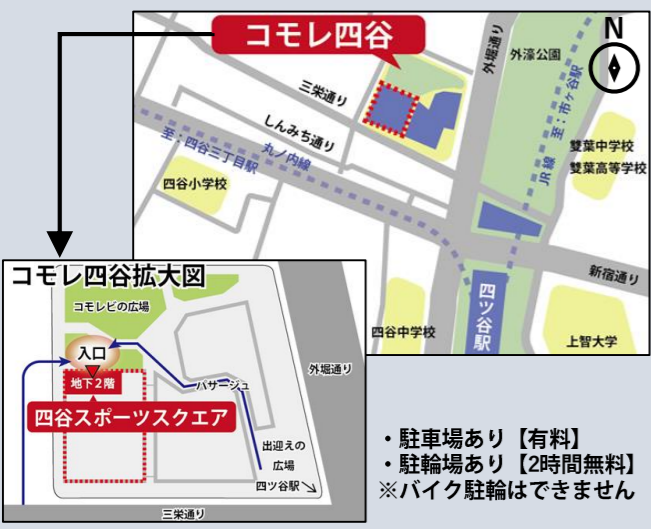 コモレ四谷
外堀通り
外濠公園
N
三栄通り
しんみち通り
丸ノ内線
至：四谷三丁目駅
四谷小学校
JR線 至：市ヶ谷駅
雙葉中学校
雙葉高等学校
新宿通り
四ツ谷駅
四谷中学校
上智大学
コモレ四谷拡大図
コモレビの広場
入口
地下2階
パサージュ
外堀通り
四谷スポーツスクエア
出迎えの
広場
四ツ谷駅
三栄通り
・駐車場あり【有料】
・駐輪場あり【2時間無料】
※バイク駐輪はできません